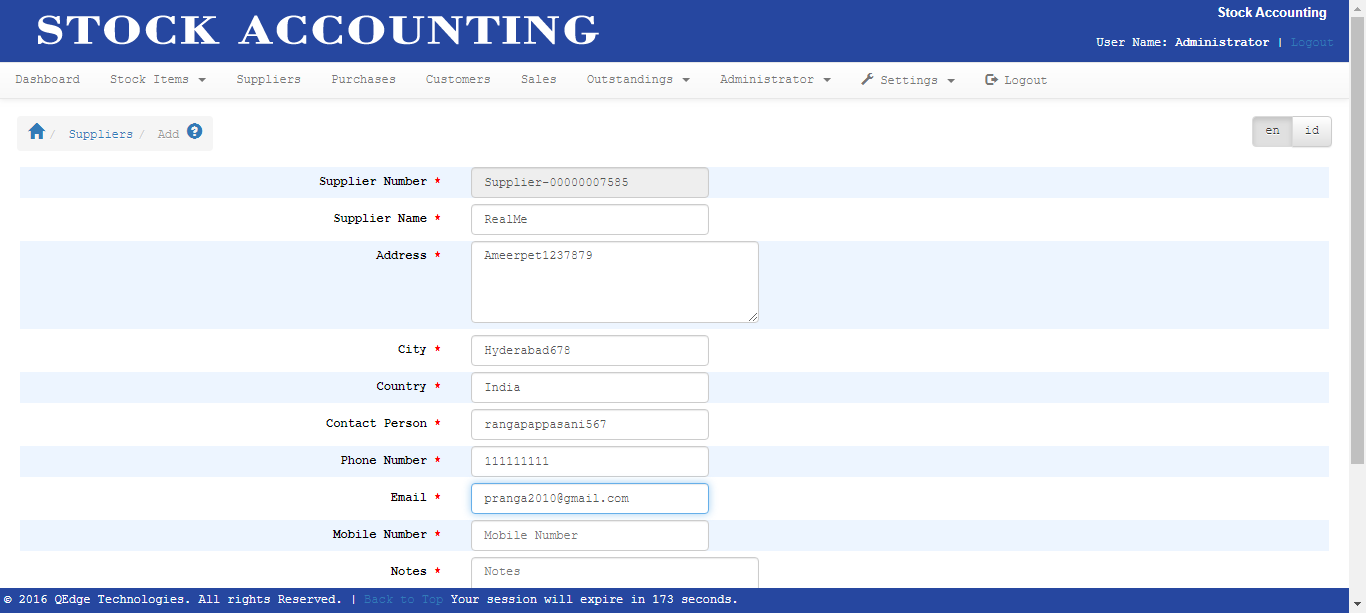 STOCK ACCOUNTING
Stock Accounting
User Name: Administrator | Logout
Dashboard Stock Items Suppliers Purchases Customers Sales Outstandings Administrator Settings Logout
/ Suppliers / Add ?
en id
Supplier Number * Supplier-00000007585
Supplier Name * RealMe
Address * Ameerpet1237879
City * Hyderabad678
Country * India
Contact Person * rangapappasani567
Phone Number * 111111111
Email * pranga2010@gmail.com
Mobile Number * Mobile Number
Notes * Notes
© 2016 QEdge Technologies. All rights Reserved. | Back to Top Your session will expire in 173 seconds.